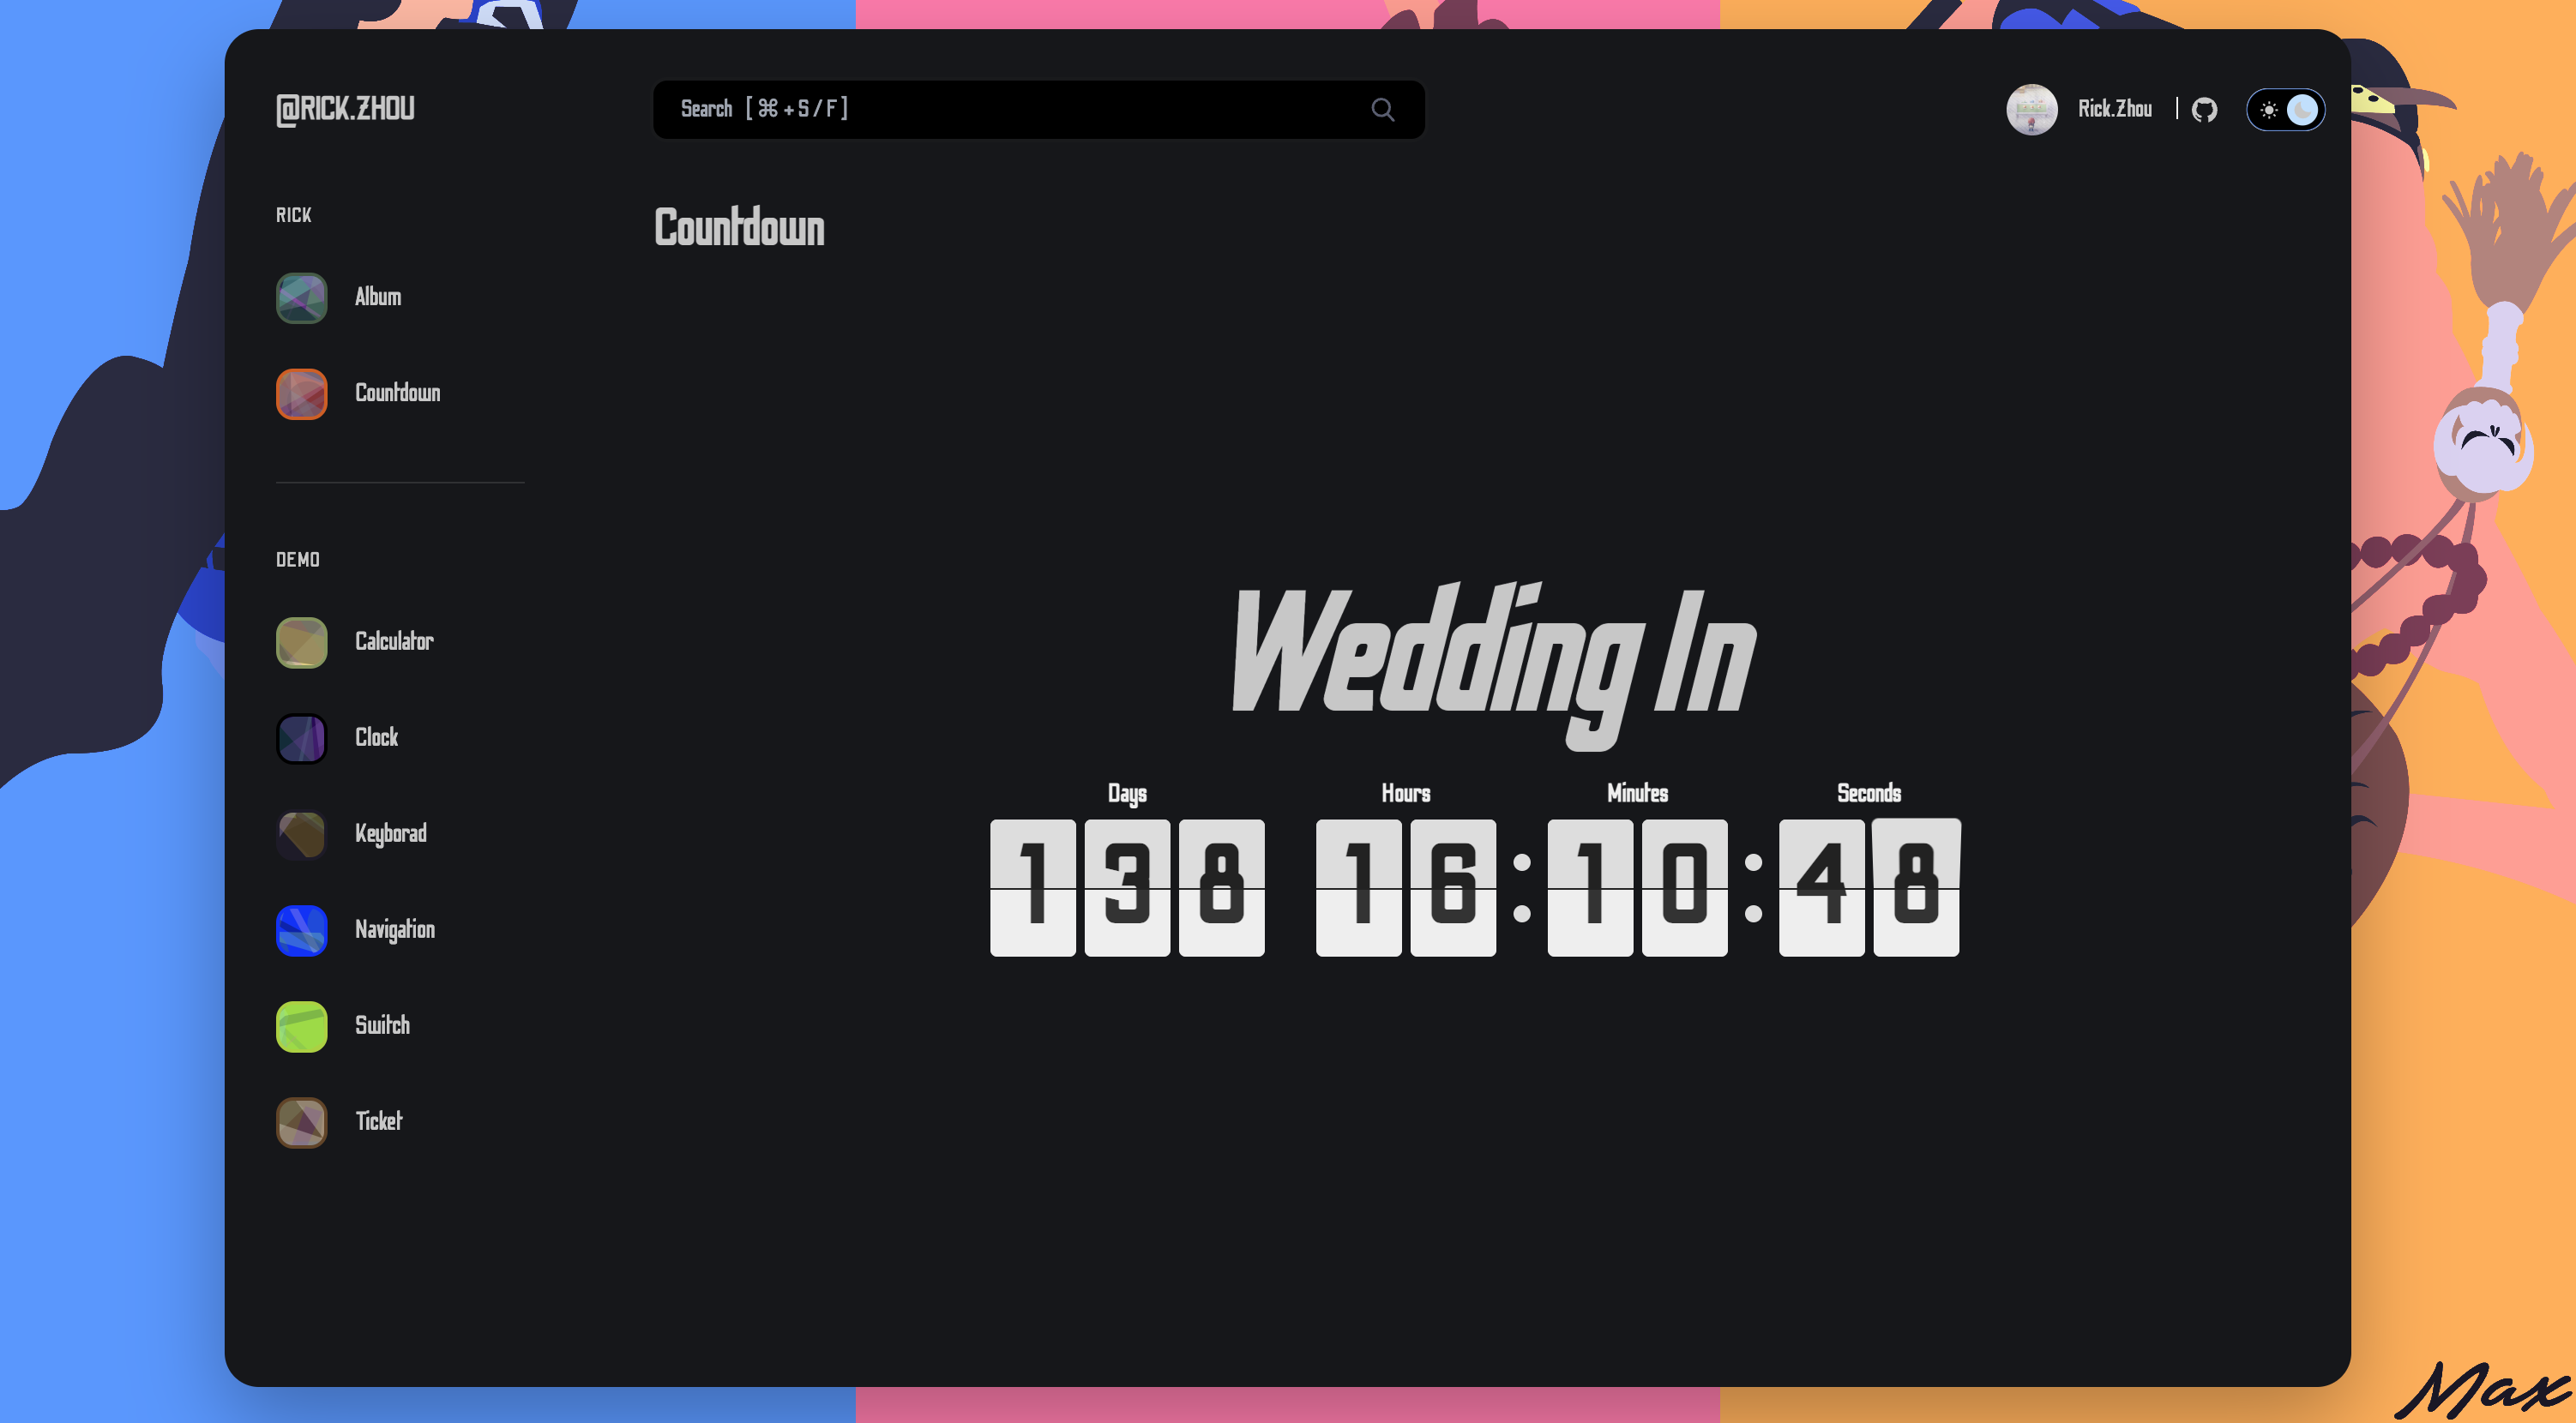 @RICK.ZHOU
Search [ ⌘ + S / F ]
Rick.Zhou
RICK
Album
Countdown
DEMO
Calculator
Clock
Keyborad
Navigation
Switch
Ticket
Countdown
Wedding In
Days Hours Minutes Seconds
138 16:10:48
Max